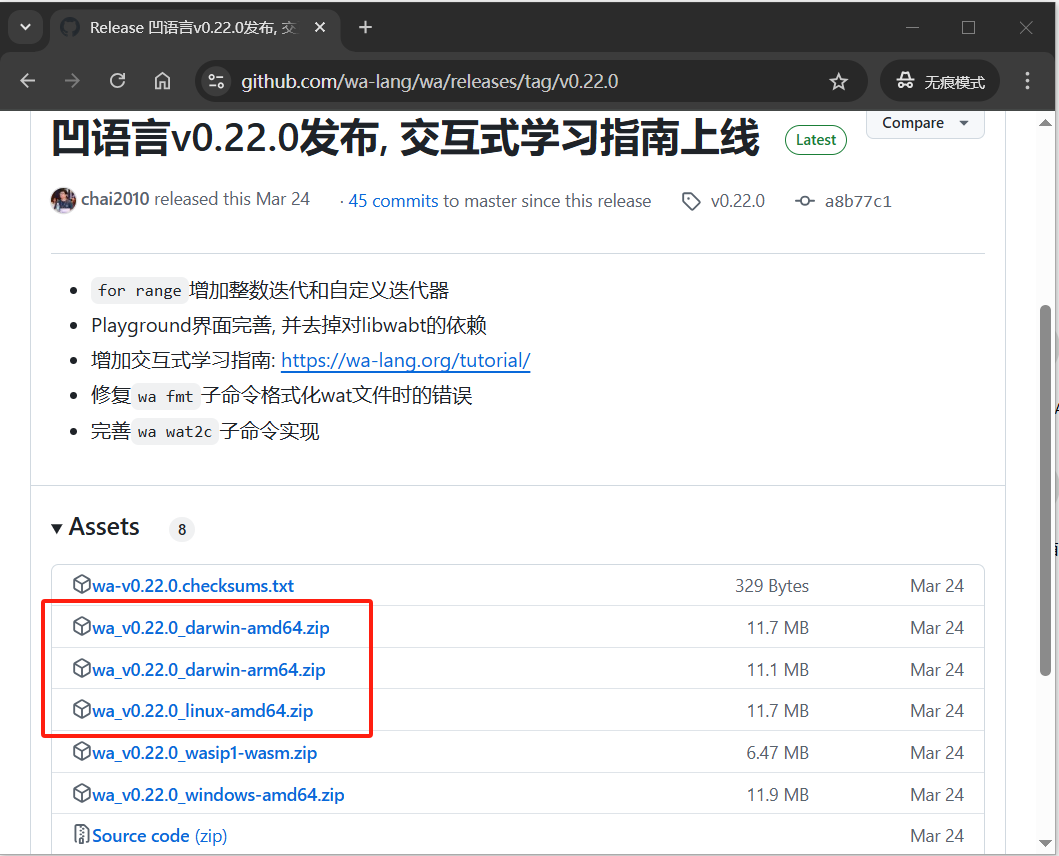 Release 凹语言v0.22.0发布, 交
github.com/wa-lang/wa/releases/tag/v0.22.0
无痕模式
凹语言v0.22.0发布, 交互式学习指南上线
Latest
Compare
chai2010 released this Mar 24 · 45 commits to master since this release v0.22.0 a8b77c1
for range 增加整数迭代和自定义迭代器
Playground界面完善, 并去掉对libwabt的依赖
增加交互式学习指南: https://wa-lang.org/tutorial/
修复 wa fmt 子命令格式化wat文件时的错误
完善 wa wat2c 子命令实现
Assets 8
wa-v0.22.0.checksums.txt 329 Bytes Mar 24
wa_v0.22.0_darwin-amd64.zip 11.7 MB Mar 24
wa_v0.22.0_darwin-arm64.zip 11.1 MB Mar 24
wa_v0.22.0_linux-amd64.zip 11.7 MB Mar 24
wa_v0.22.0_wasip1-wasm.zip 6.47 MB Mar 24
wa_v0.22.0_windows-amd64.zip 11.9 MB Mar 24
Source code (zip) Mar 24